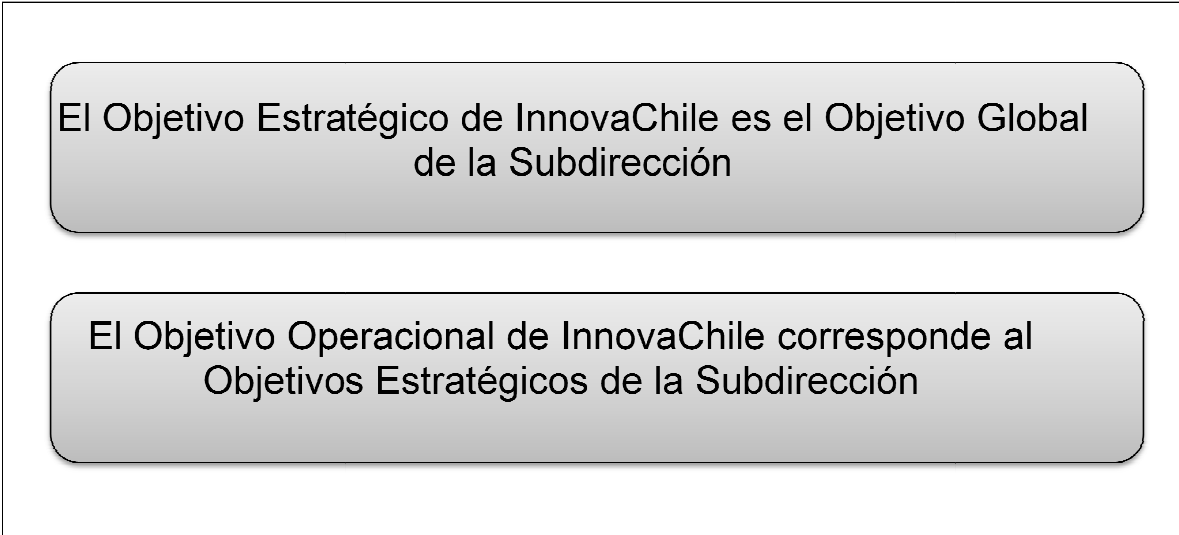 El Objetivo Estratégico de InnovaChile es el Objetivo Global
de la Subdirección
El Objetivo Operacional de InnovaChile corresponde al
Objetivos Estratégicos de la Subdirección